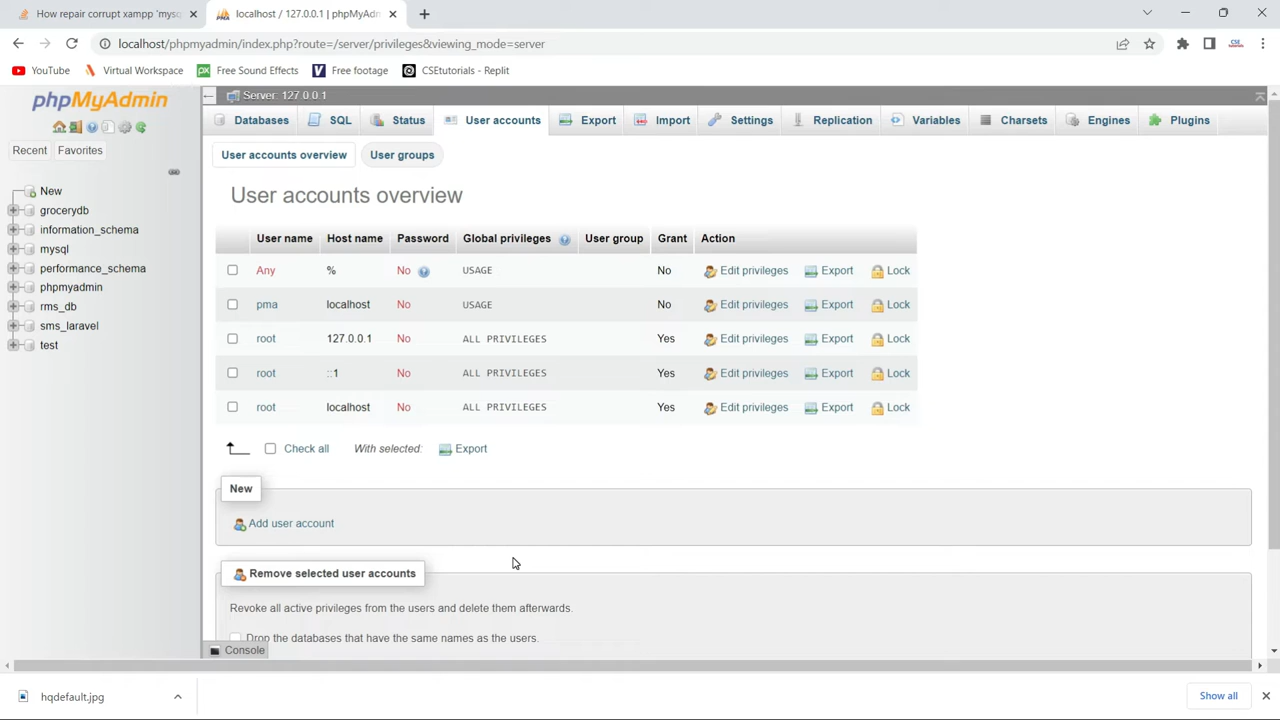 How repair corrupt xampp 'mysq
localhost / 127.0.0.1 | phpMyAdn
localhost/phpmyadmin/index.php?route=/server/privileges&viewing_mode=server
YouTube Virtual Workspace Free Sound Effects Free footage CSEtutorials - Replit
phpMyAdmin
Recent Favorites
New
grocerydb
information_schema
mysql
performance_schema
phpmyadmin
rms_db
sms_laravel
test
Server: 127.0.0.1
Databases SQL Status User accounts Export Import Settings Replication Variables Charsets Engines Plugins
User accounts overview User groups
User accounts overview
User name Host name Password Global privileges User group Grant Action
Any % No USAGE No Edit privileges Export Lock
pma localhost No USAGE No Edit privileges Export Lock
root 127.0.0.1 No ALL PRIVILEGES Yes Edit privileges Export Lock
root ::1 No ALL PRIVILEGES Yes Edit privileges Export Lock
root localhost No ALL PRIVILEGES Yes Edit privileges Export Lock
Check all With selected: Export
New
Add user account
Remove selected user accounts
Revoke all active privileges from the users and delete them afterwards.
Drop the databases that have the same names as the users.
Console
hqdefault.jpg
Show all